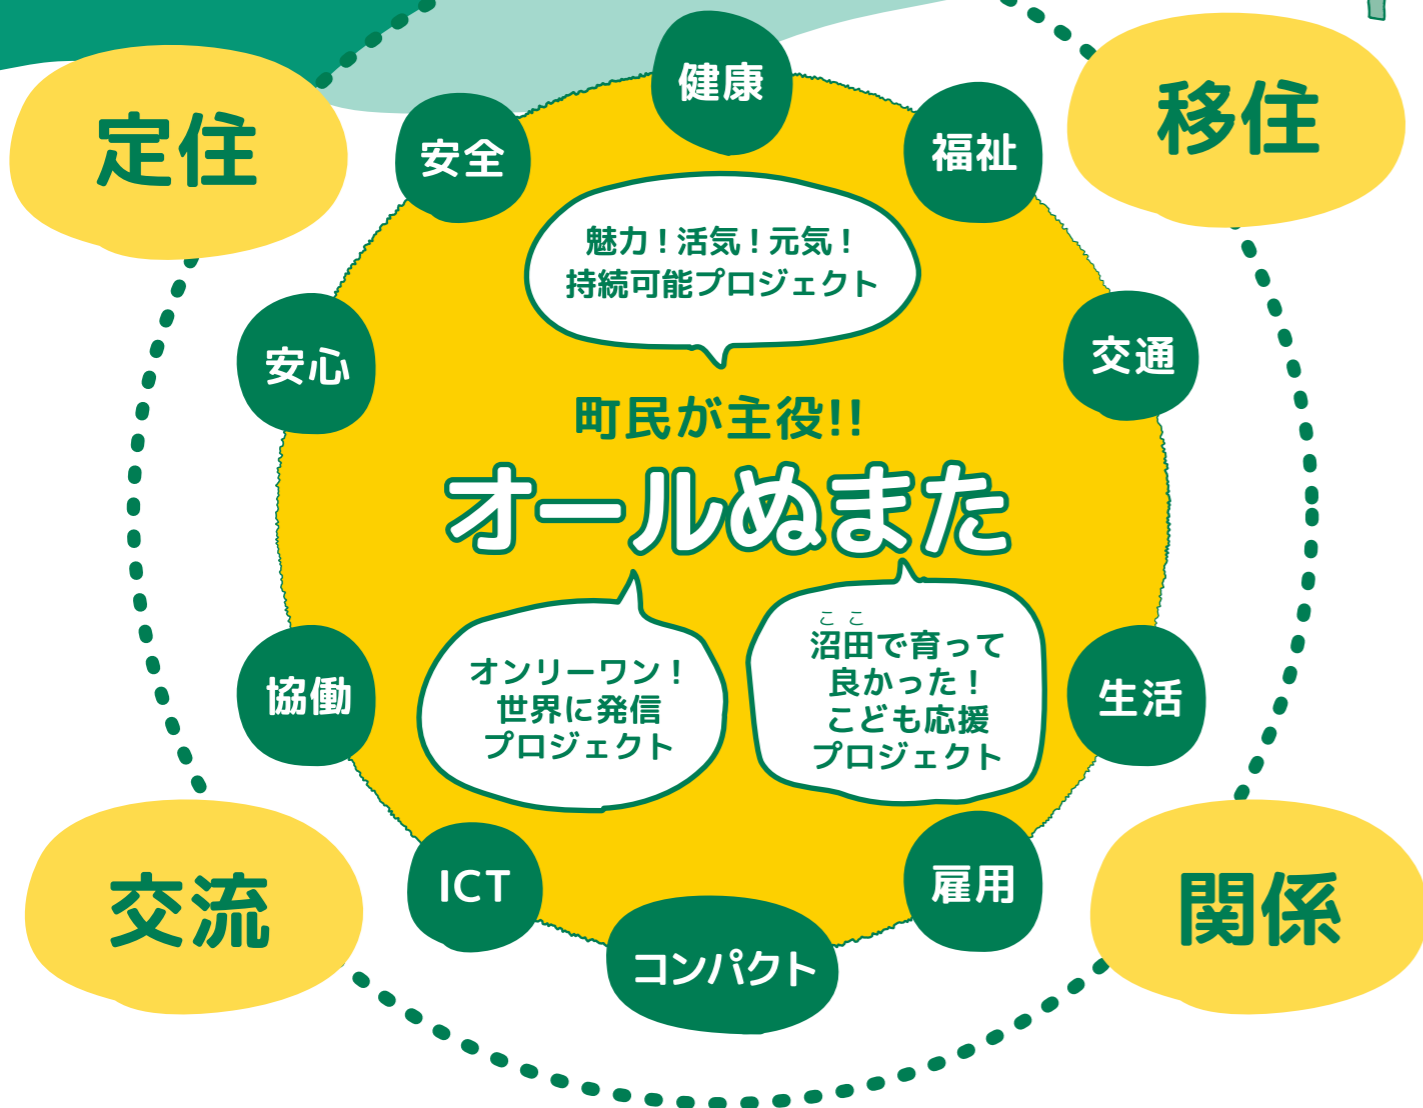 定住
移住
健康
安全
福祉
魅力!活気!元気!
持続可能プロジェクト
安心
交通
町民が主役!!
オールぬまた
オンリーワン!
世界に発信
プロジェクト
ここ
沼田で育って
良かった!
こども応援
プロジェクト
協働
生活
ICT
雇用
コンパクト
交流
関係